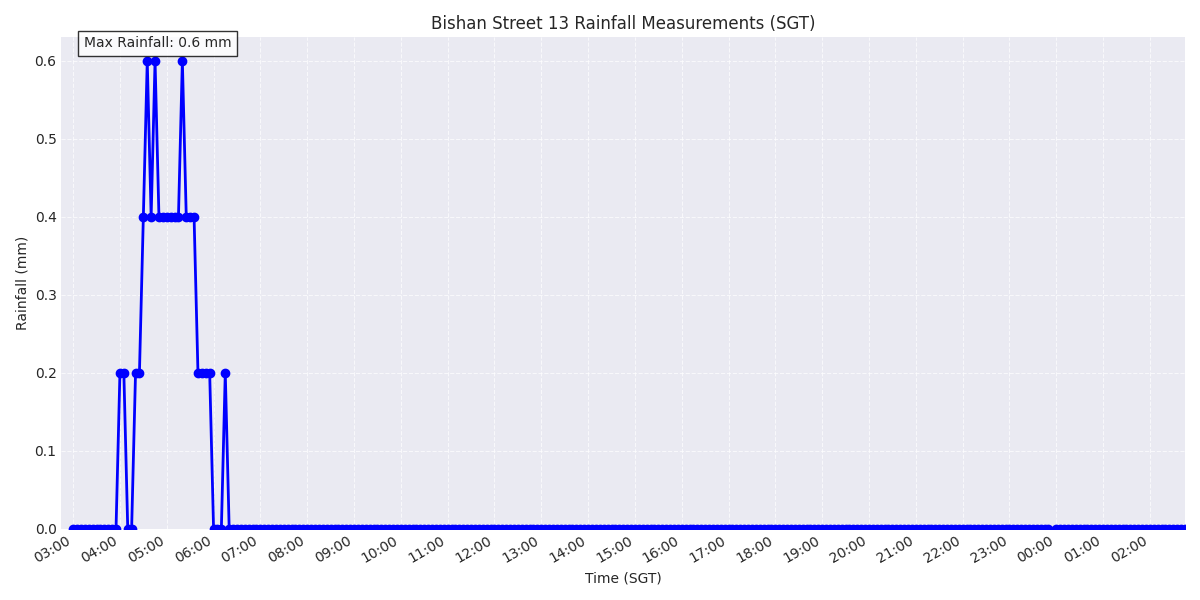 Bishan Street 13 Rainfall Measurements (SGT)
Max Rainfall: 0.6 mm
0.6
0.5
0.4
0.3
0.2
0.1
0.0
Rainfall (mm)
03:00 04:00 05:00 06:00 07:00 08:00 09:00 10:00 11:00 12:00 13:00 14:00 15:00 16:00 17:00 18:00 19:00 20:00 21:00 22:00 23:00 00:00 01:00 02:00
Time (SGT)